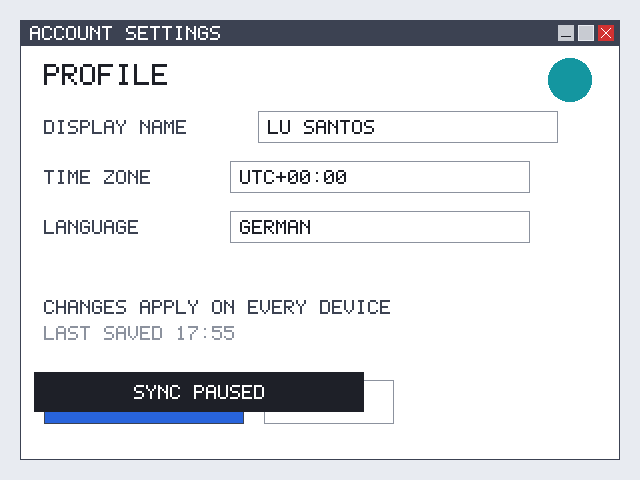 ACCOUNT SETTINGS
PROFILE
DISPLAY NAME LU SANTOS
TIME ZONE UTC+00:00
LANGUAGE GERMAN
CHANGES APPLY ON EVERY DEVICE
LAST SAVED 17:55
SYNC PAUSED